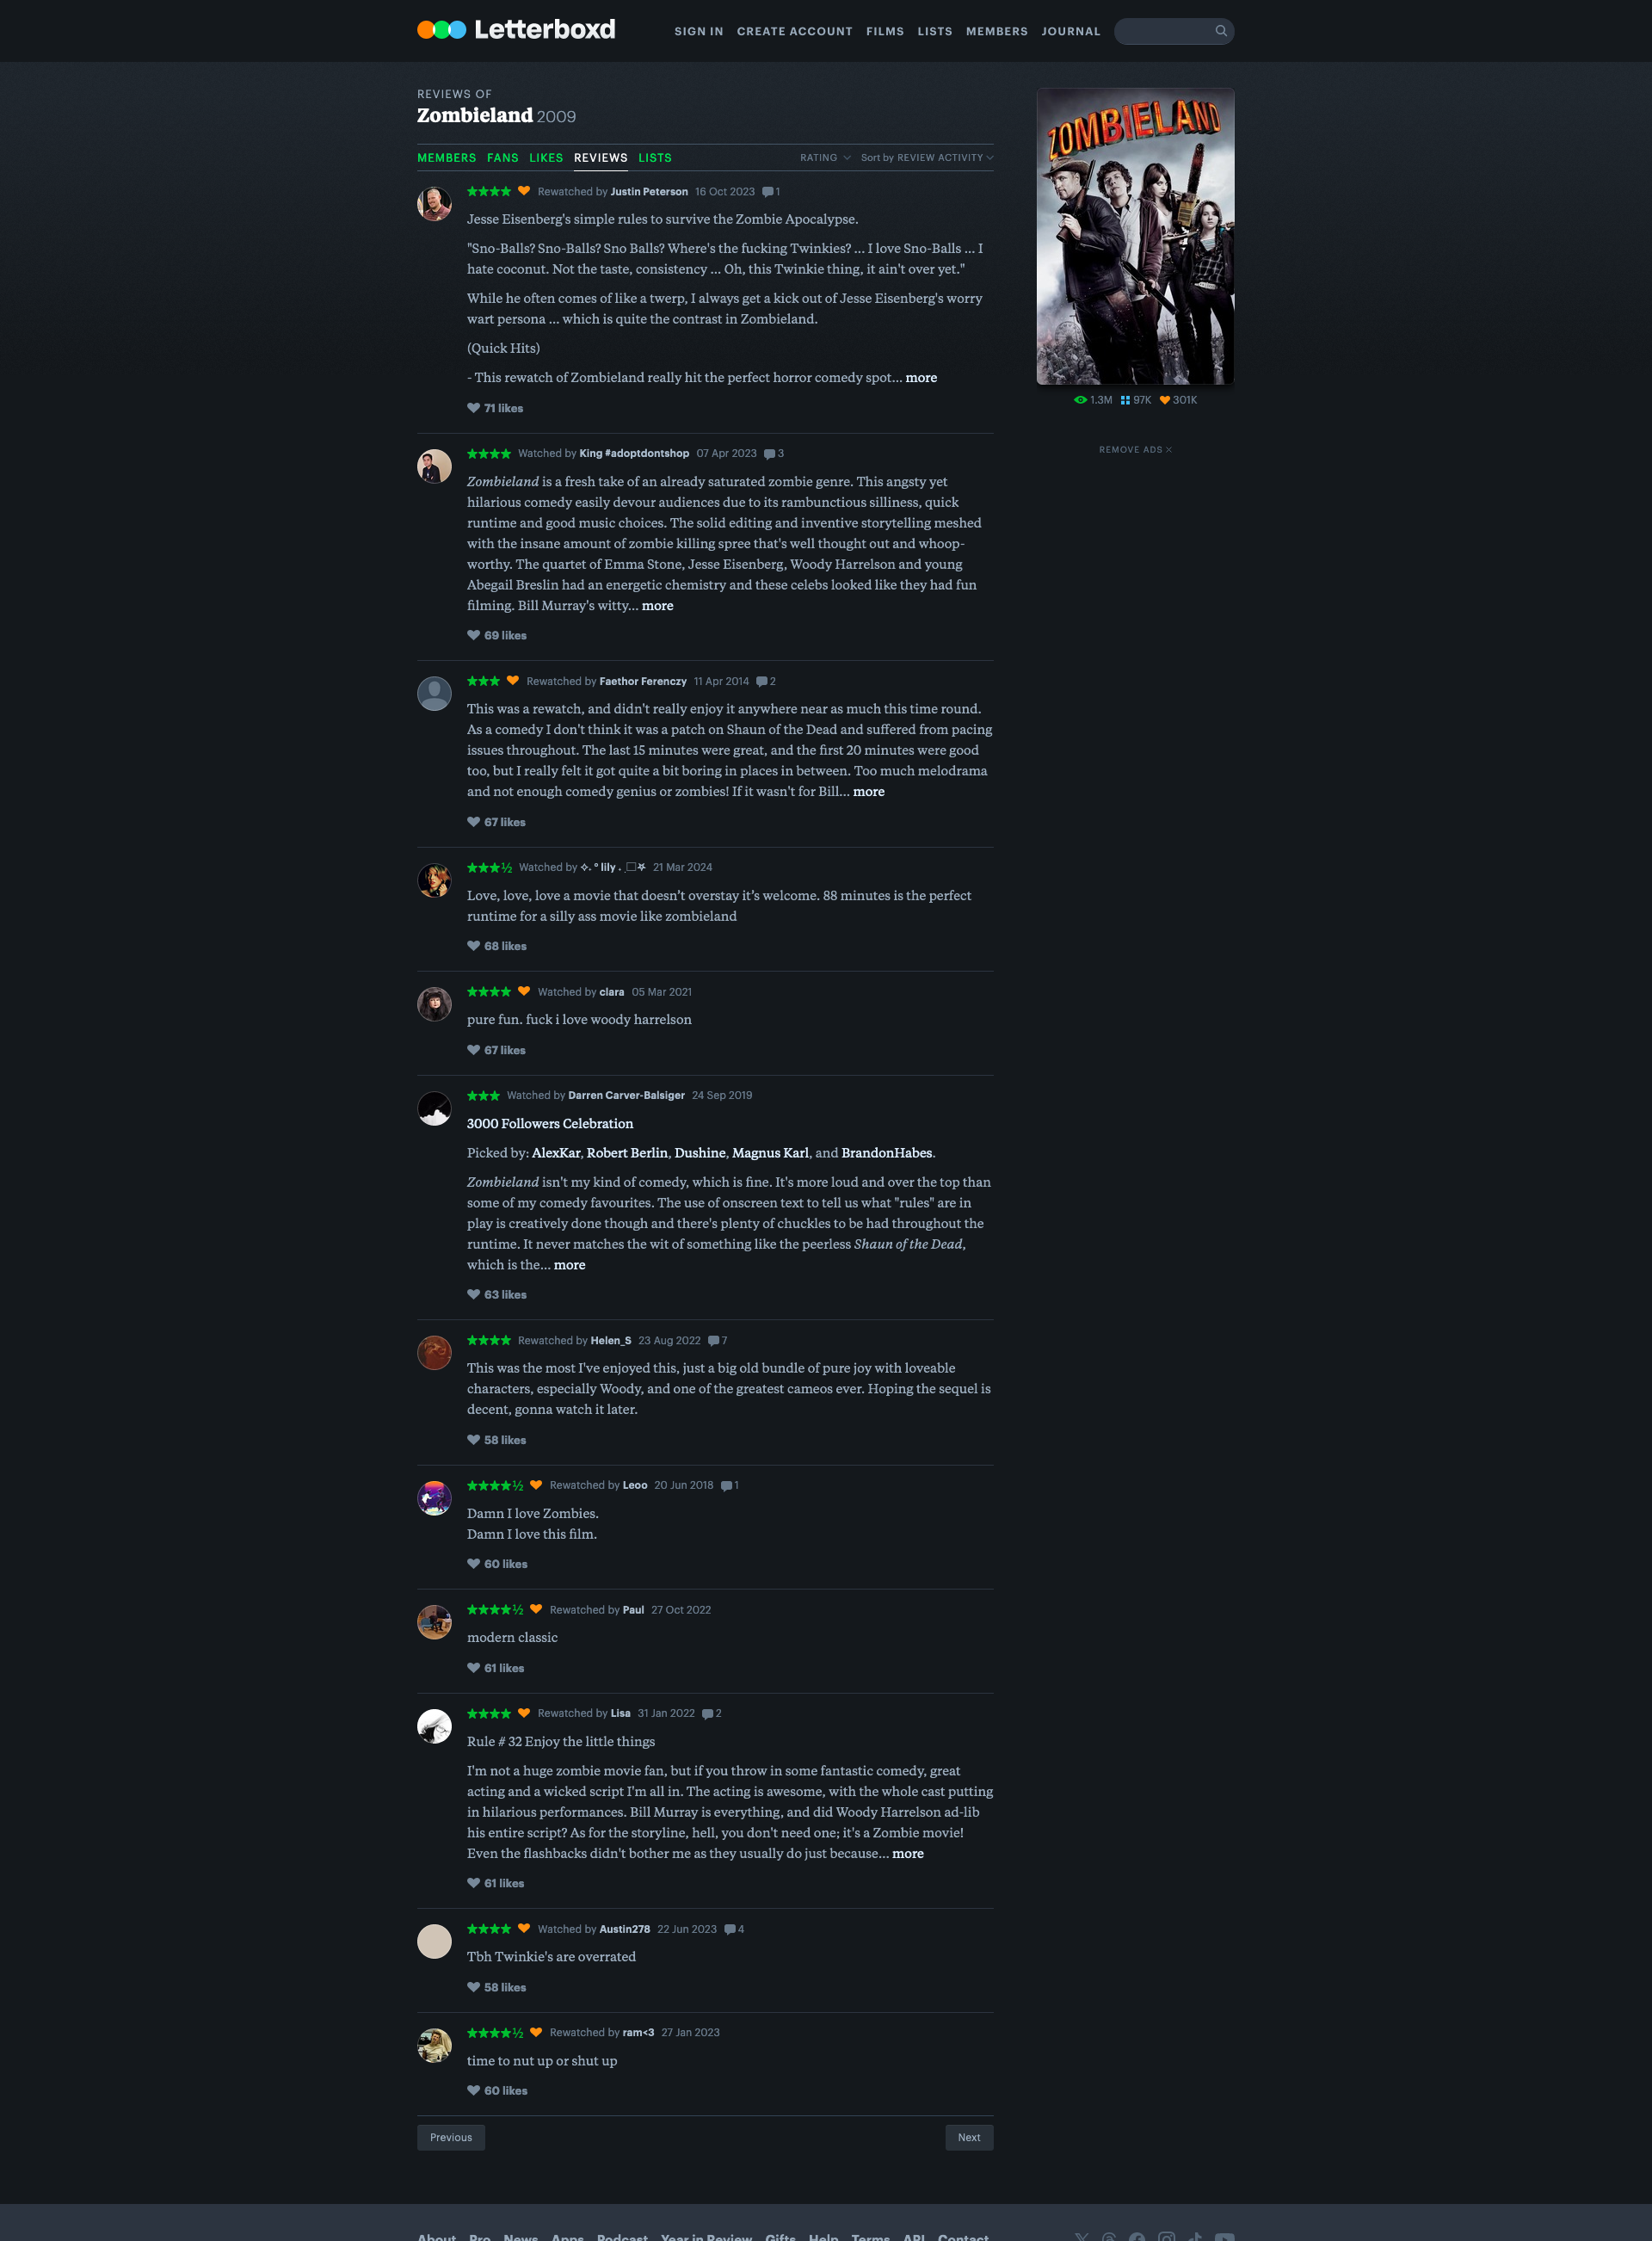 Letterboxd
SIGN IN CREATE ACCOUNT FILMS LISTS MEMBERS JOURNAL
REVIEWS OF
Zombieland 2009
MEMBERS FANS LIKES REVIEWS LISTS RATING Sort by REVIEW ACTIVITY
ZOMBIELAND
1.3M 97K 301K
REMOVE ADS
★★★★ Rewatched by Justin Peterson 16 Oct 2023 1
Jesse Eisenberg's simple rules to survive the Zombie Apocalypse.
"Sno-Balls? Sno-Balls? Sno Balls? Where's the fucking Twinkies? ... I love Sno-Balls ... I
hate coconut. Not the taste, consistency ... Oh, this Twinkie thing, it ain't over yet."
While he often comes of like a twerp, I always get a kick out of Jesse Eisenberg's worry
wart persona ... which is quite the contrast in Zombieland.
(Quick Hits)
- This rewatch of Zombieland really hit the perfect horror comedy spot… more
71 likes
★★★★ Watched by King #adoptdontshop 07 Apr 2023 3
Zombieland is a fresh take of an already saturated zombie genre. This angsty yet
hilarious comedy easily devour audiences due to its rambunctious silliness, quick
runtime and good music choices. The solid editing and inventive storytelling meshed
with the insane amount of zombie killing spree that's well thought out and whoop-
worthy. The quartet of Emma Stone, Jesse Eisenberg, Woody Harrelson and young
Abegail Breslin had an energetic chemistry and these celebs looked like they had fun
filming. Bill Murray's witty… more
69 likes
★★★ Rewatched by Faethor Ferenczy 11 Apr 2014 2
This was a rewatch, and didn't really enjoy it anywhere near as much this time round.
As a comedy I don't think it was a patch on Shaun of the Dead and suffered from pacing
issues throughout. The last 15 minutes were great, and the first 20 minutes were good
too, but I really felt it got quite a bit boring in places in between. Too much melodrama
and not enough comedy genius or zombies! If it wasn't for Bill… more
67 likes
★★★½ Watched by ✧. ° lily . 21 Mar 2024
Love, love, love a movie that doesn’t overstay it’s welcome. 88 minutes is the perfect
runtime for a silly ass movie like zombieland
68 likes
★★★★ Watched by clara 05 Mar 2021
pure fun. fuck i love woody harrelson
67 likes
★★★ Watched by Darren Carver-Balsiger 24 Sep 2019
3000 Followers Celebration
Picked by: AlexKar, Robert Berlin, Dushine, Magnus Karl, and BrandonHabes.
Zombieland isn't my kind of comedy, which is fine. It's more loud and over the top than
some of my comedy favourites. The use of onscreen text to tell us what "rules" are in
play is creatively done though and there's plenty of chuckles to be had throughout the
runtime. It never matches the wit of something like the peerless Shaun of the Dead,
which is the… more
63 likes
★★★★ Rewatched by Helen_S 23 Aug 2022 7
This was the most I've enjoyed this, just a big old bundle of pure joy with loveable
characters, especially Woody, and one of the greatest cameos ever. Hoping the sequel is
decent, gonna watch it later.
58 likes
★★★★½ Rewatched by Leoo 20 Jun 2018 1
Damn I love Zombies.
Damn I love this film.
60 likes
★★★★½ Rewatched by Paul 27 Oct 2022
modern classic
61 likes
★★★★ Rewatched by Lisa 31 Jan 2022 2
Rule # 32 Enjoy the little things
I'm not a huge zombie movie fan, but if you throw in some fantastic comedy, great
acting and a wicked script I'm all in. The acting is awesome, with the whole cast putting
in hilarious performances. Bill Murray is everything, and did Woody Harrelson ad-lib
his entire script? As for the storyline, hell, you don't need one; it's a Zombie movie!
Even the flashbacks didn't bother me as they usually do just because… more
61 likes
★★★★ Watched by Austin278 22 Jun 2023 4
Tbh Twinkie's are overrated
58 likes
★★★★½ Rewatched by ram<3 27 Jan 2023
time to nut up or shut up
60 likes
Previous Next
About Pro News Apps Podcast Year in Review Gifts Help Terms API Contact